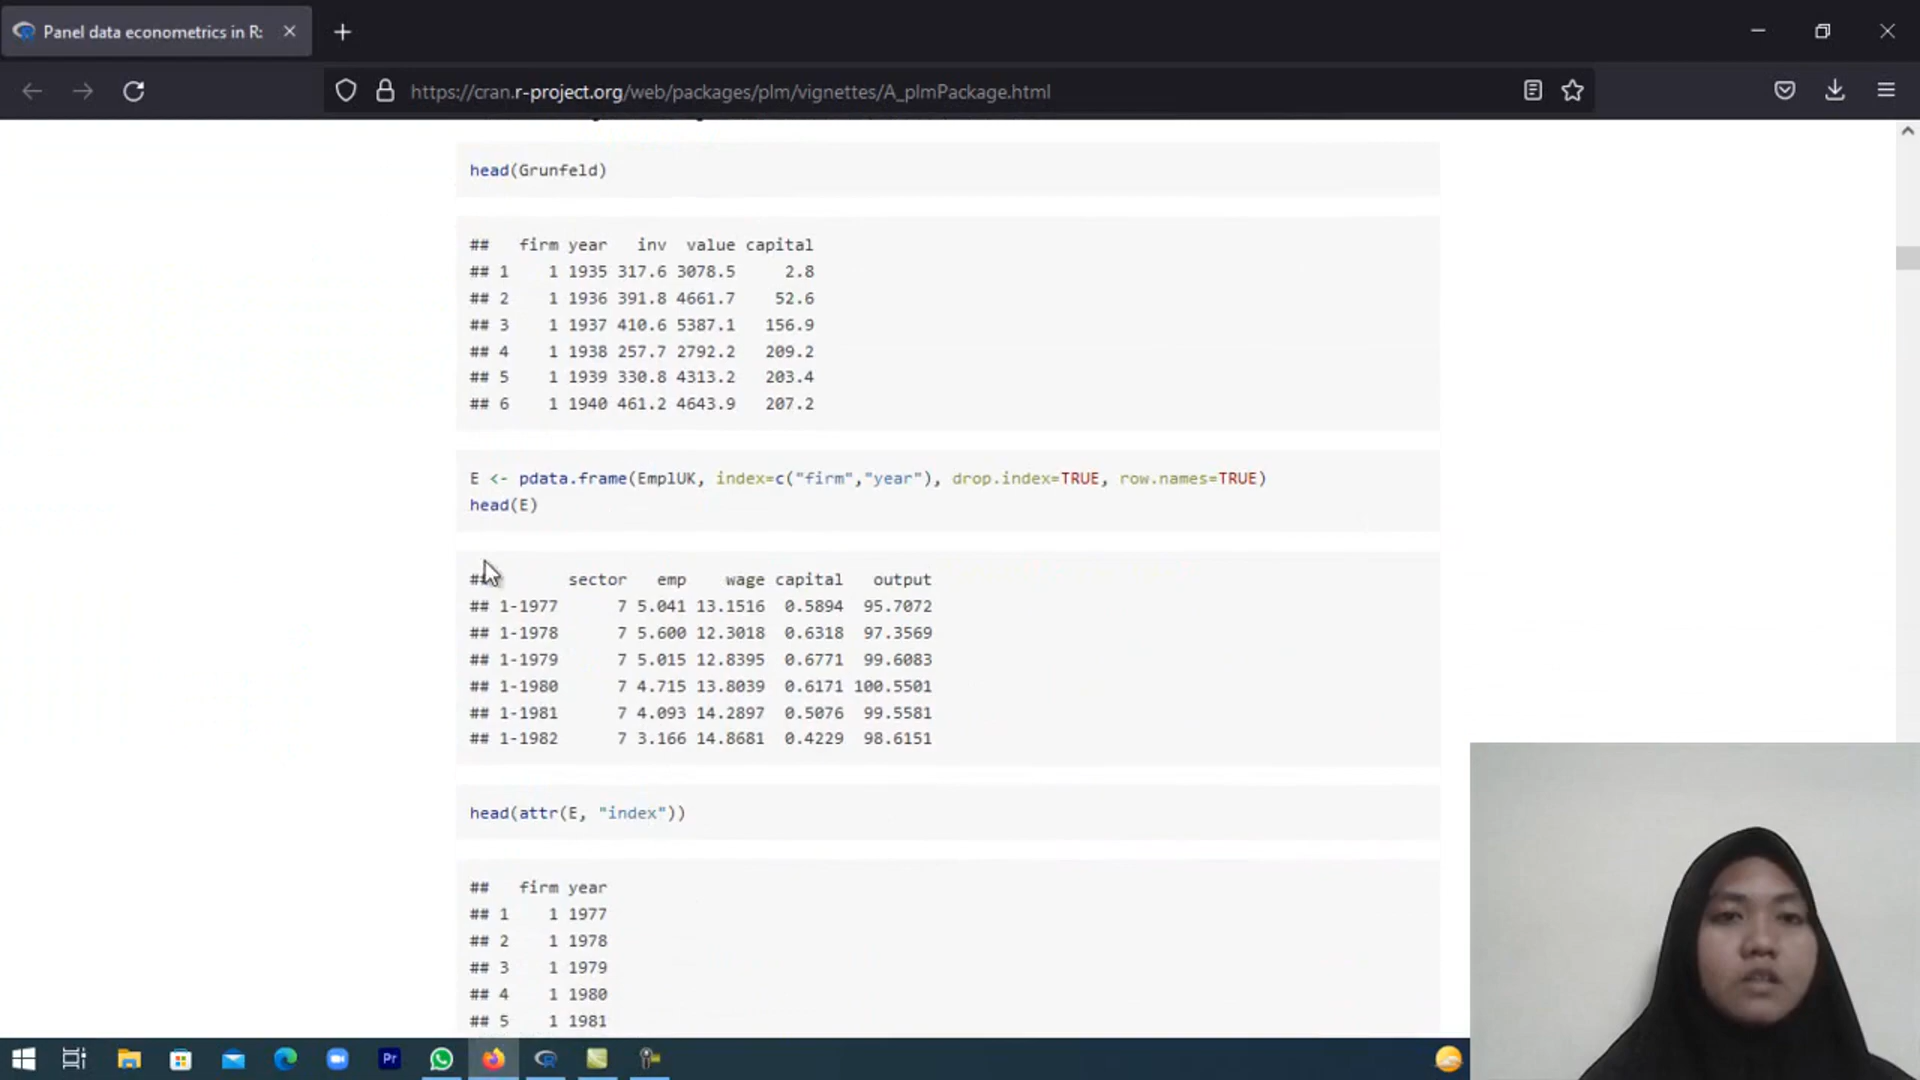 Panel data econometrics in R:
https://cran.r-project.org/web/packages/plm/vignettes/A_plmPackage.html
head(Grunfeld)
##   firm year   inv  value capital
## 1    1 1935 317.6 3078.5     2.8
## 2    1 1936 391.8 4661.7    52.6
## 3    1 1937 410.6 5387.1   156.9
## 4    1 1938 257.7 2792.2   209.2
## 5    1 1939 330.8 4313.2   203.4
## 6    1 1940 461.2 4643.9   207.2
E <- pdata.frame(EmplUK, index=c("firm","year"), drop.index=TRUE, row.names=TRUE)
head(E)
##        sector   emp    wage capital   output
## 1-1977      7 5.041 13.1516  0.5894  95.7072
## 1-1978      7 5.600 12.3018  0.6318  97.3569
## 1-1979      7 5.015 12.8395  0.6771  99.6083
## 1-1980      7 4.715 13.8039  0.6171 100.5501
## 1-1981      7 4.093 14.2897  0.5076  99.5581
## 1-1982      7 3.166 14.8681  0.4229  98.6151
head(attr(E, "index"))
##   firm year
## 1    1 1977
## 2    1 1978
## 3    1 1979
## 4    1 1980
## 5    1 1981
Pr